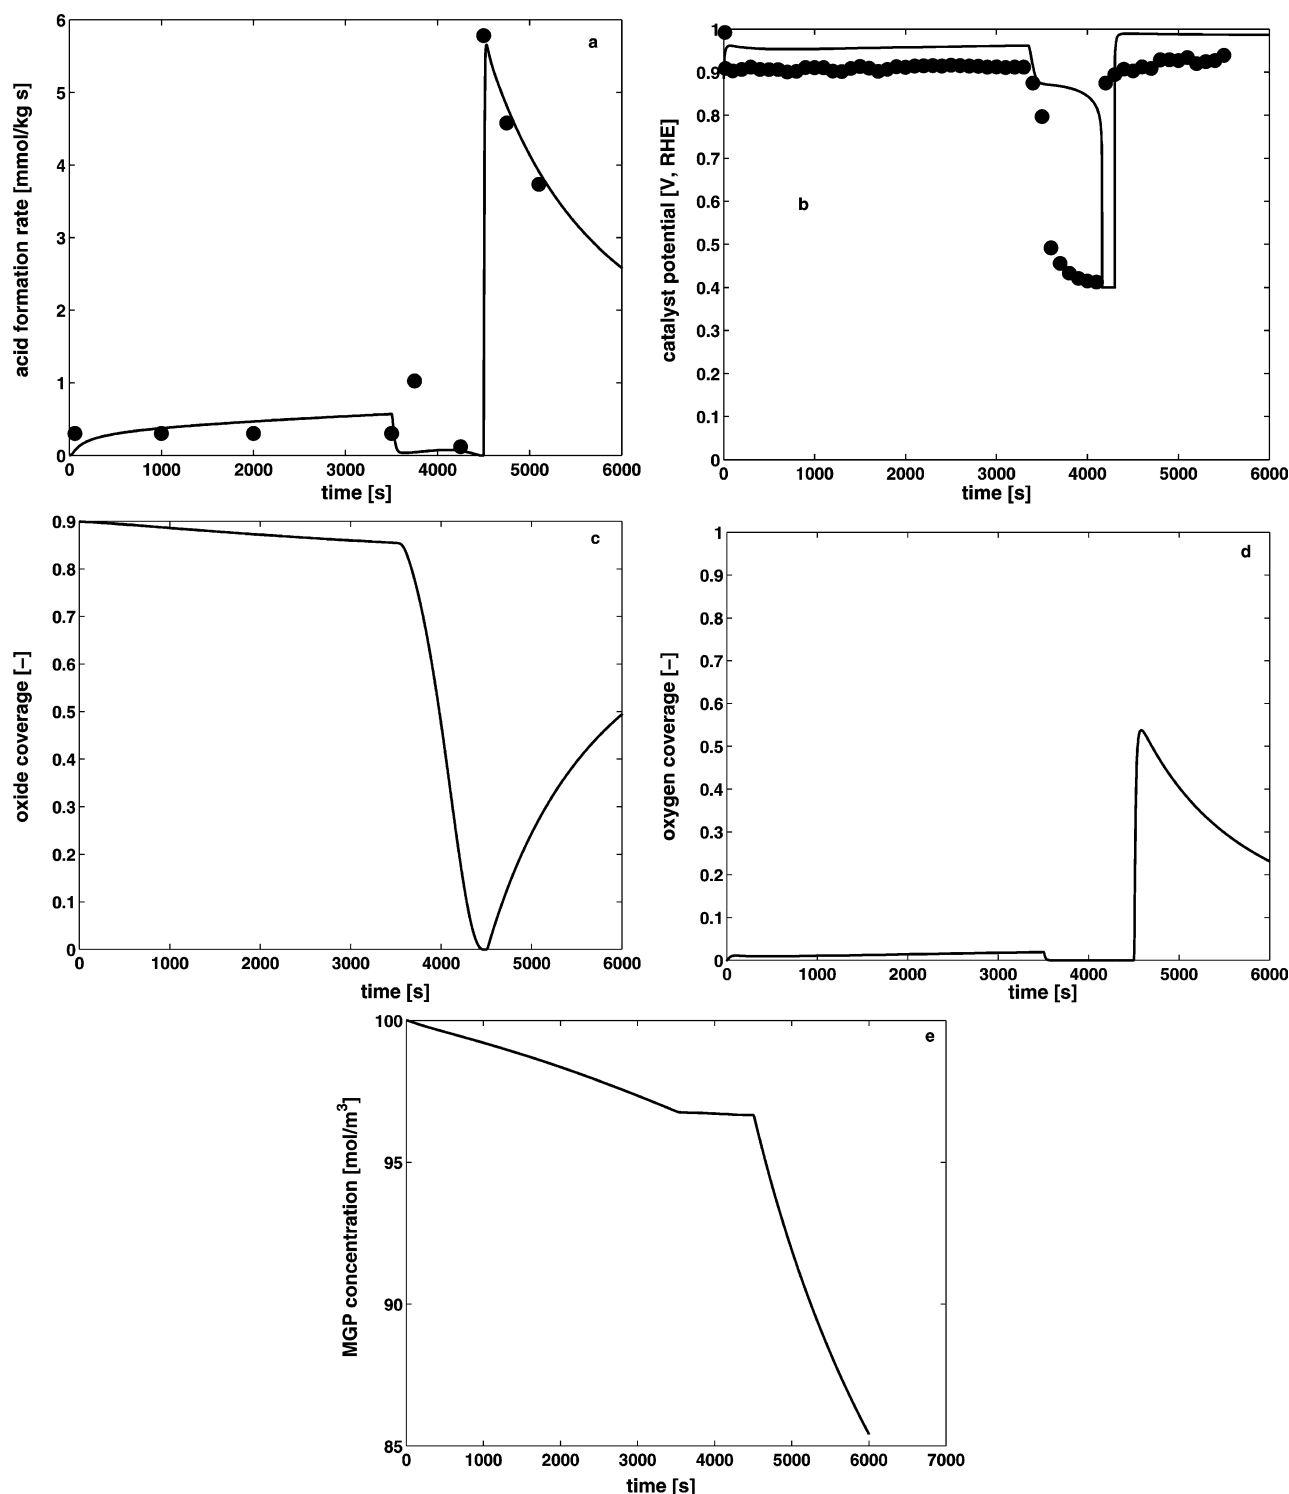 a
acid formation rate [mmol/kg s]
6
5
4
3
2
1
0
0 1000 2000 3000 4000 5000 6000
time [s]
b
catalyst potential [V, RHE]
1
0.9
0.8
0.7
0.6
0.5
0.4
0.3
0.2
0.1
0
0 1000 2000 3000 4000 5000 6000
time [s]
c
oxide coverage [−]
0.9
0.8
0.7
0.6
0.5
0.4
0.3
0.2
0.1
0
0 1000 2000 3000 4000 5000 6000
time [s]
d
oxygen coverage [−]
1
0.9
0.8
0.7
0.6
0.5
0.4
0.3
0.2
0.1
0
0 1000 2000 3000 4000 5000 6000
time [s]
e
MGP concentration [mol/m³]
100
95
90
85
0 1000 2000 3000 4000 5000 6000 7000
time [s]